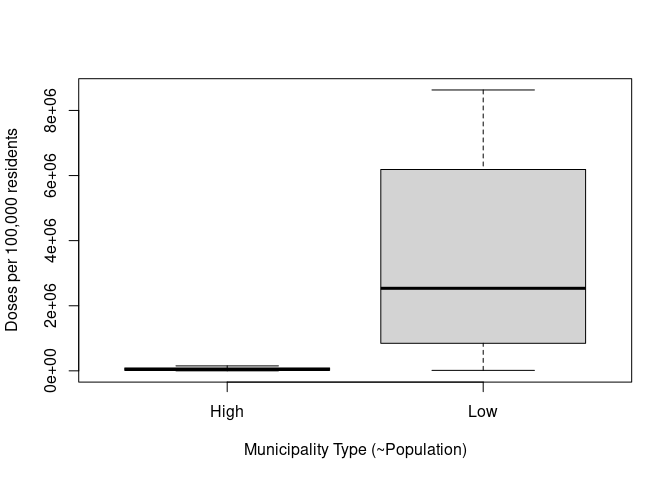 Doses per 100,000 residents
8e+06
6e+06
4e+06
2e+06
0e+00
High
Low
Municipality Type (~Population)